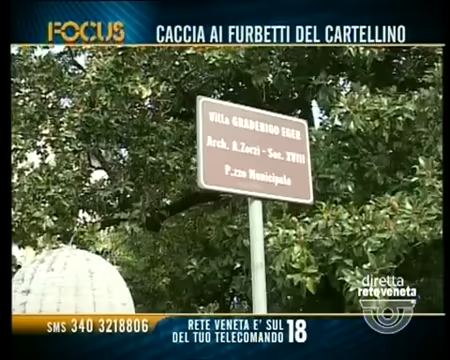 FOCUS
CACCIA AI FURBETTI DEL CARTELLINO
Villa GRADENIGO EGER
Arch. A.Zorzi - Sec. XVIII
P.zzo Municipale
diretta
reteveneta
SMS 340 3218806
RETE VENETA E' SUL
DEL TUO TELECOMANDO 18